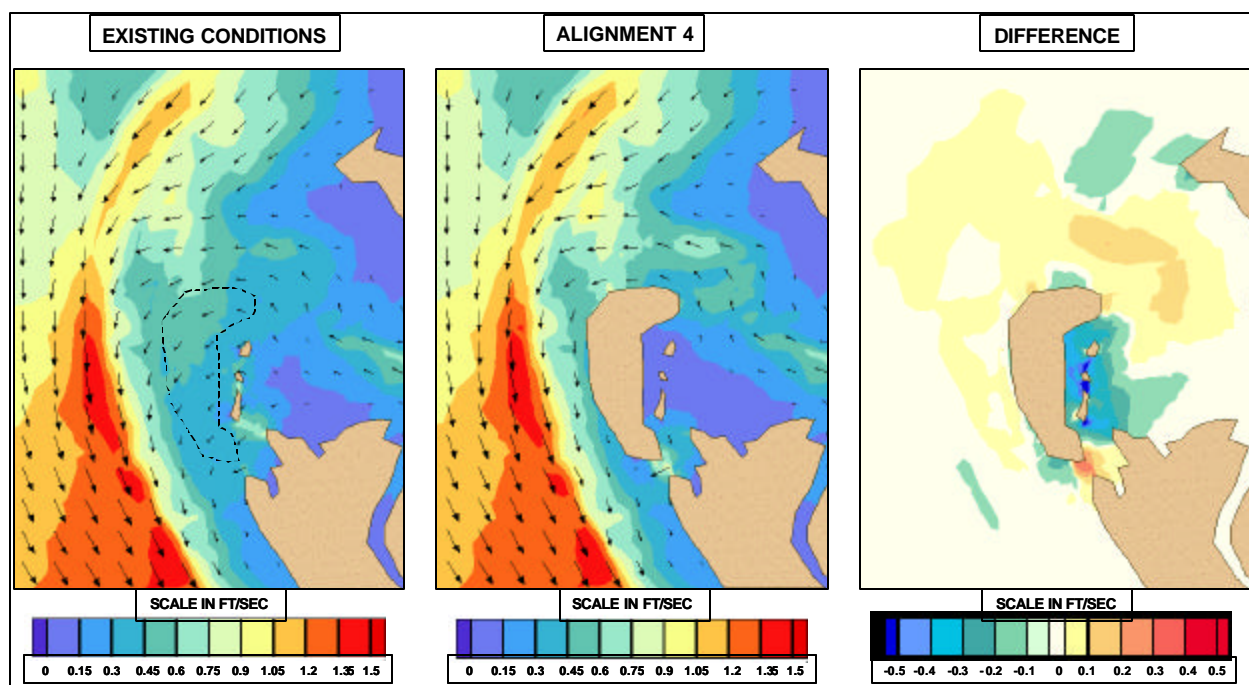 EXISTING CONDITIONS
ALIGNMENT 4
DIFFERENCE
SCALE IN FT/SEC
0 0.15 0.3 0.45 0.6 0.75 0.9 1.05 1.2 1.35 1.5
SCALE IN FT/SEC
0 0.15 0.3 0.45 0.6 0.75 0.9 1.05 1.2 1.35 1.5
SCALE IN FT/SEC
-0.5 -0.4 -0.3 -0.2 -0.1 0 0.1 0.2 0.3 0.4 0.5